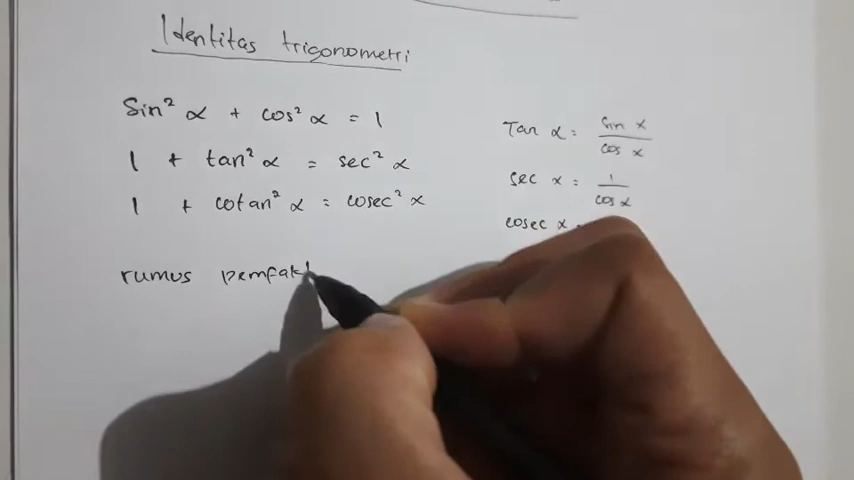 Identitas trigonometri
Sin² α + cos² α = 1
1 + tan² α = sec² α
1 + cotan² α = cosec² α
Tan α = sin α / cos α
sec α = 1 / cos α
cosec α =
rumus pemfakt